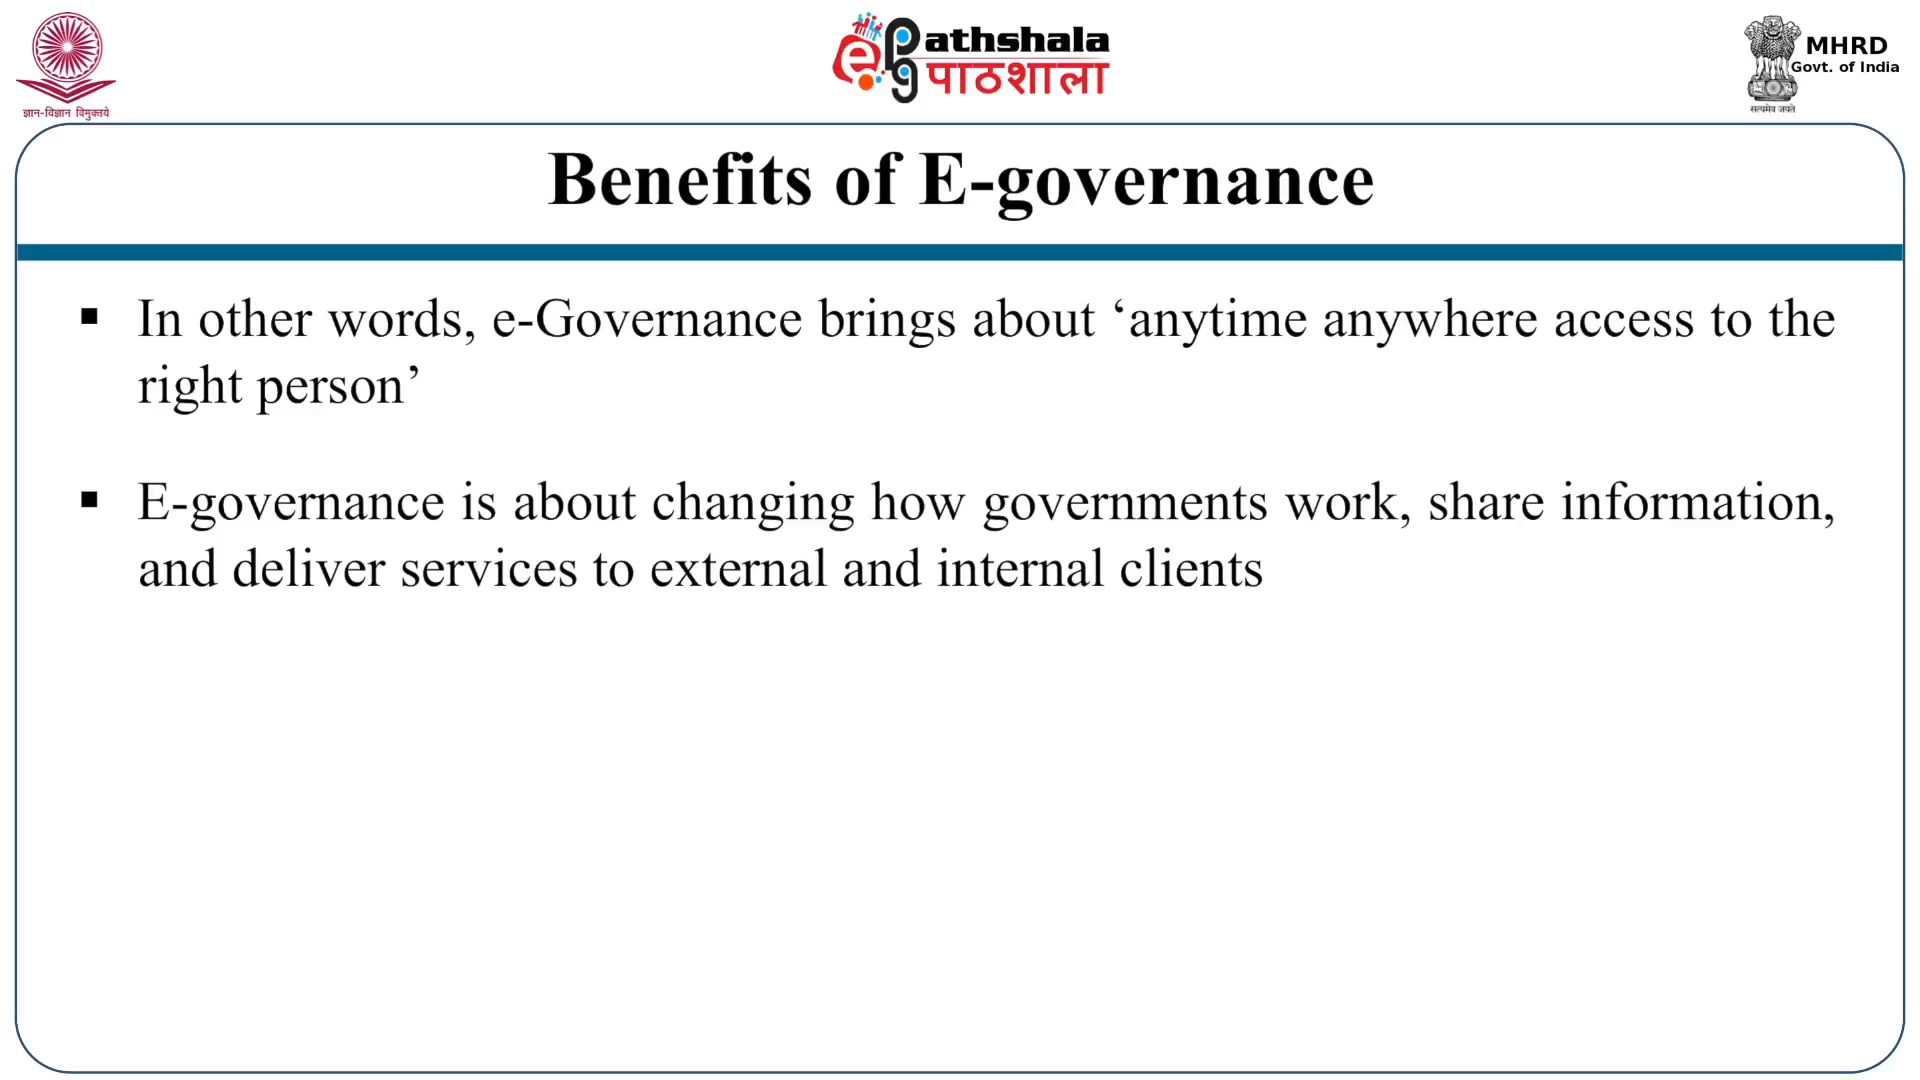 ज्ञान-विज्ञान विमुक्तये
ePathshala
पाठशाला
MHRD
Govt. of India
सत्यमेव जयते
Benefits of E-governance
▪ In other words, e-Governance brings about ‘anytime anywhere access to the
right person’
▪ E-governance is about changing how governments work, share information,
and deliver services to external and internal clients